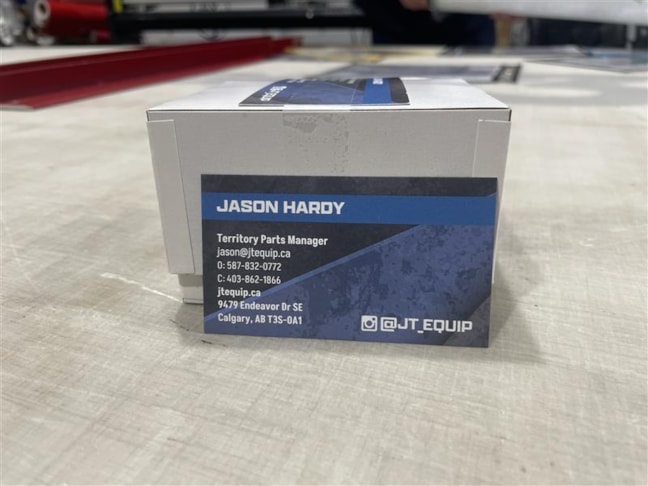 JASON HARDY
Territory Parts Manager
jason@jtequip.ca
O: 587-832-0772
C: 403-862-1866
jtequip.ca
9479 Endeavor Dr SE
Calgary, AB T3S-0A1
@JT_EQUIP